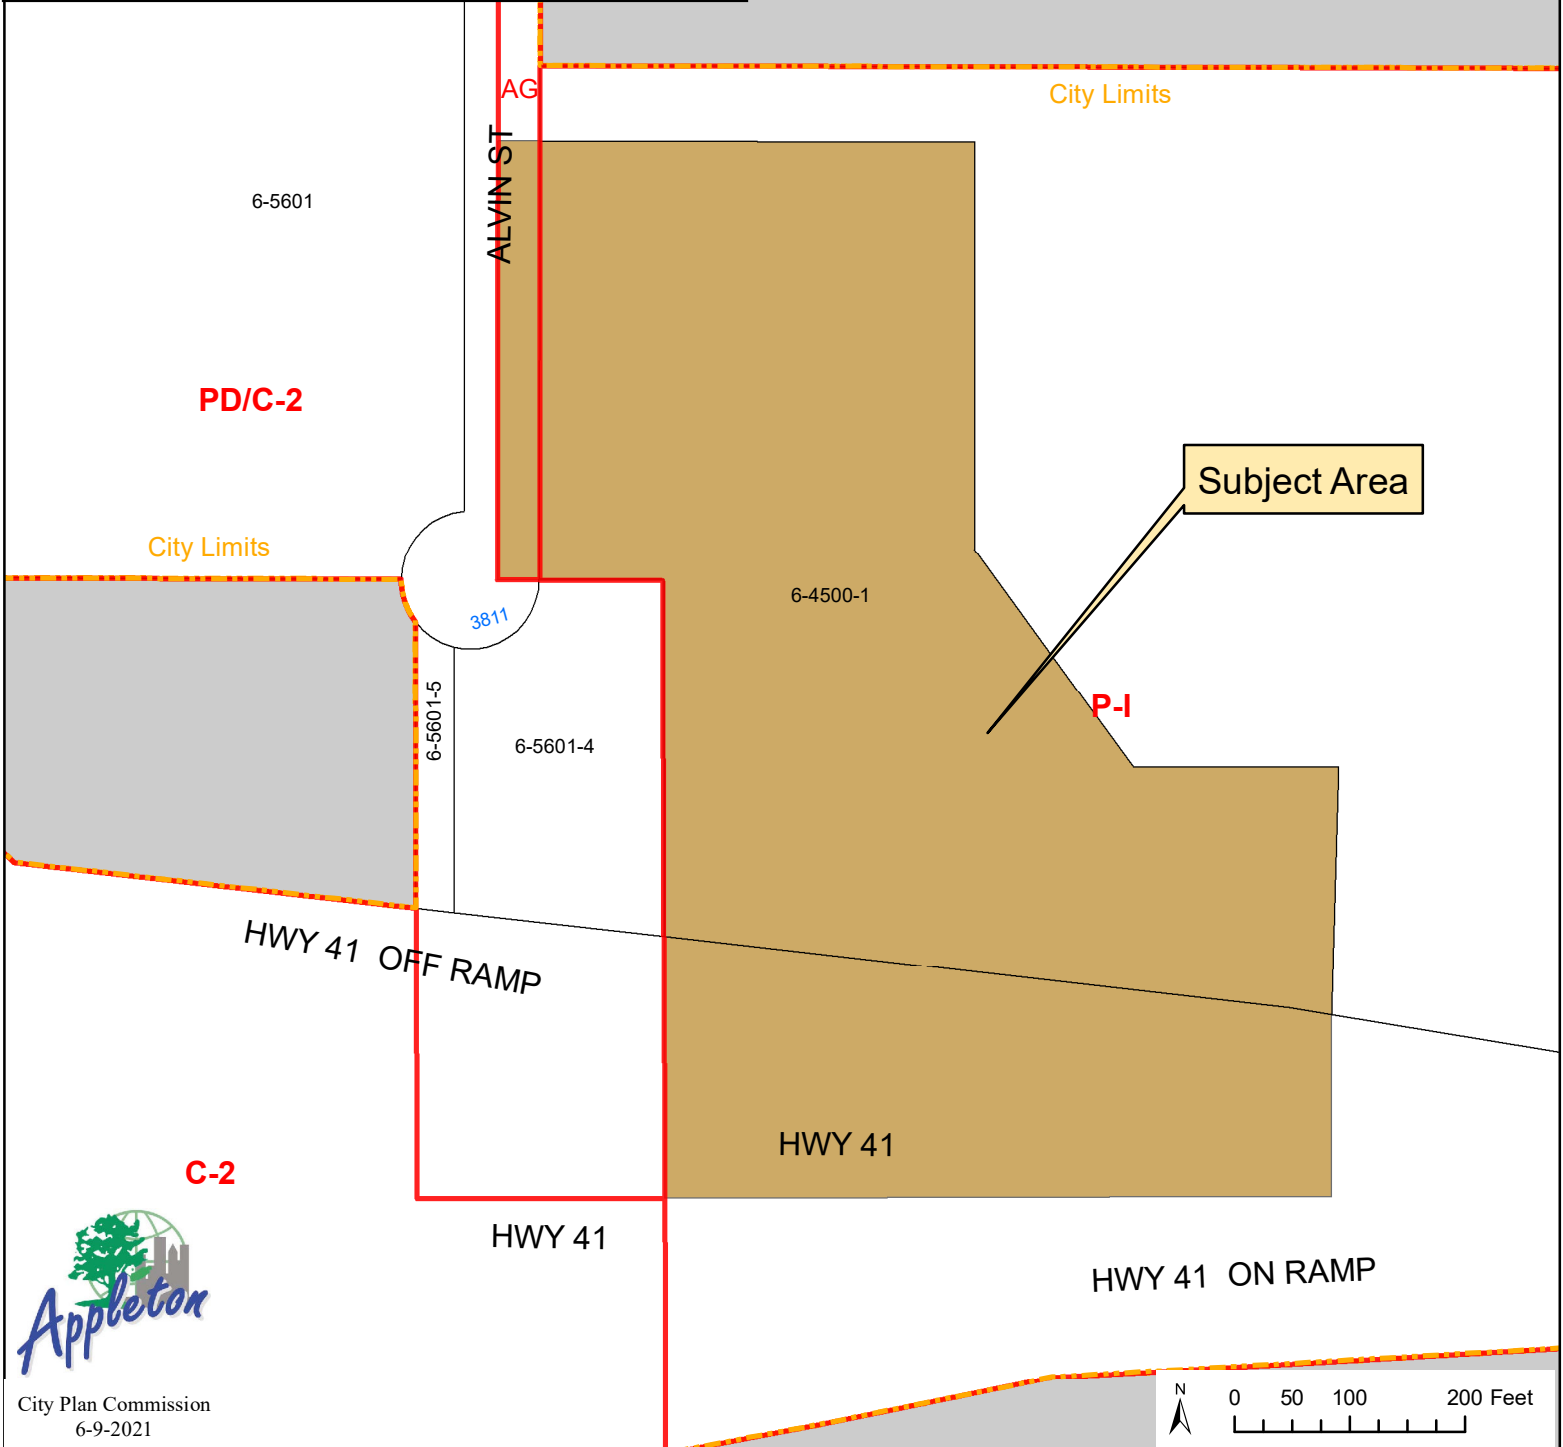 AG
City Limits
ALVIN ST
6-5601
PD/C-2
Subject Area
City Limits
6-4500-1
3811
6-5601-5
P-I
6-5601-4
HWY 41 OFF RAMP
HWY 41
C-2
HWY 41
HWY 41 ON RAMP
Appleton
City Plan Commission
6-9-2021
N
0 50 100 200 Feet